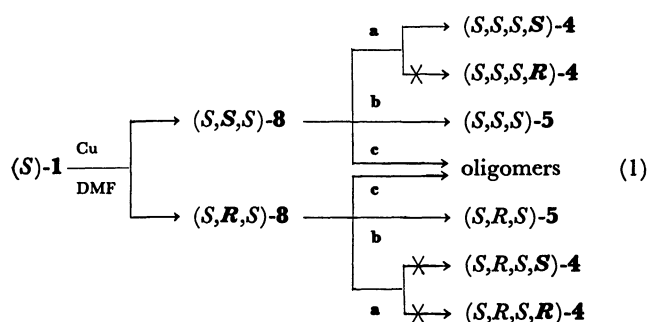 a (S,S,S,S)-4
(S,S,S,R)-4
b
Cu (S,S,S)-8 (S,S,S)-5
c
(S)-1 oligomers (1)
DMF c
(S,R,S)-8 (S,R,S)-5
b
(S,R,S,S)-4
a (S,R,S,R)-4